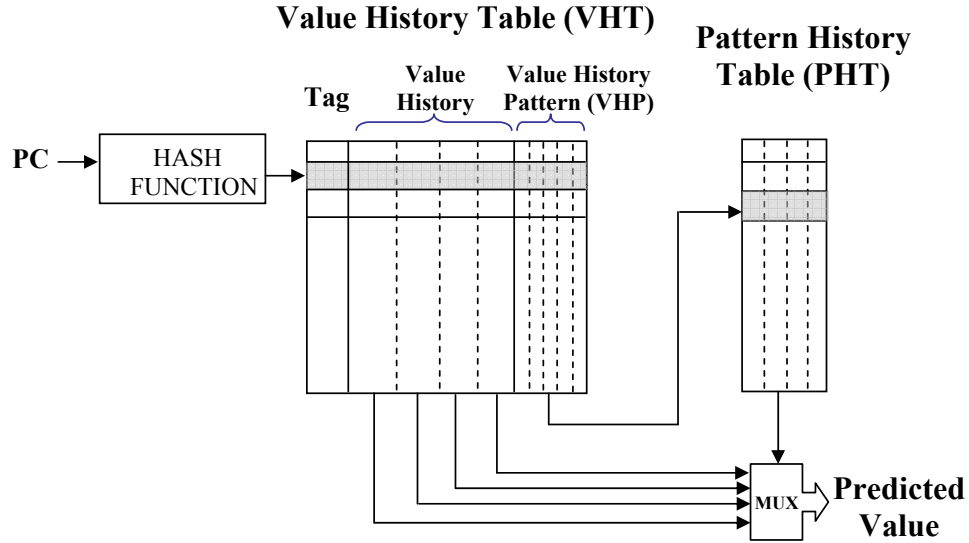 Value History Table (VHT)
Pattern History
Table (PHT)
Tag
Value
History
Value History
Pattern (VHP)
PC
HASH
FUNCTION
MUX
Predicted
Value